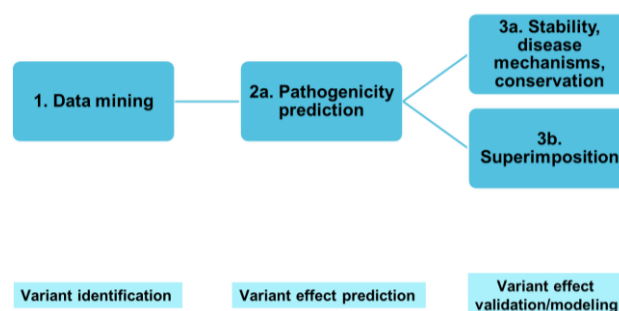 1. Data mining
2a. Pathogenicity
prediction
3a. Stability,
disease
mechanisms,
conservation
3b.
Superimposition
Variant identification
Variant effect prediction
Variant effect
validation/modeling